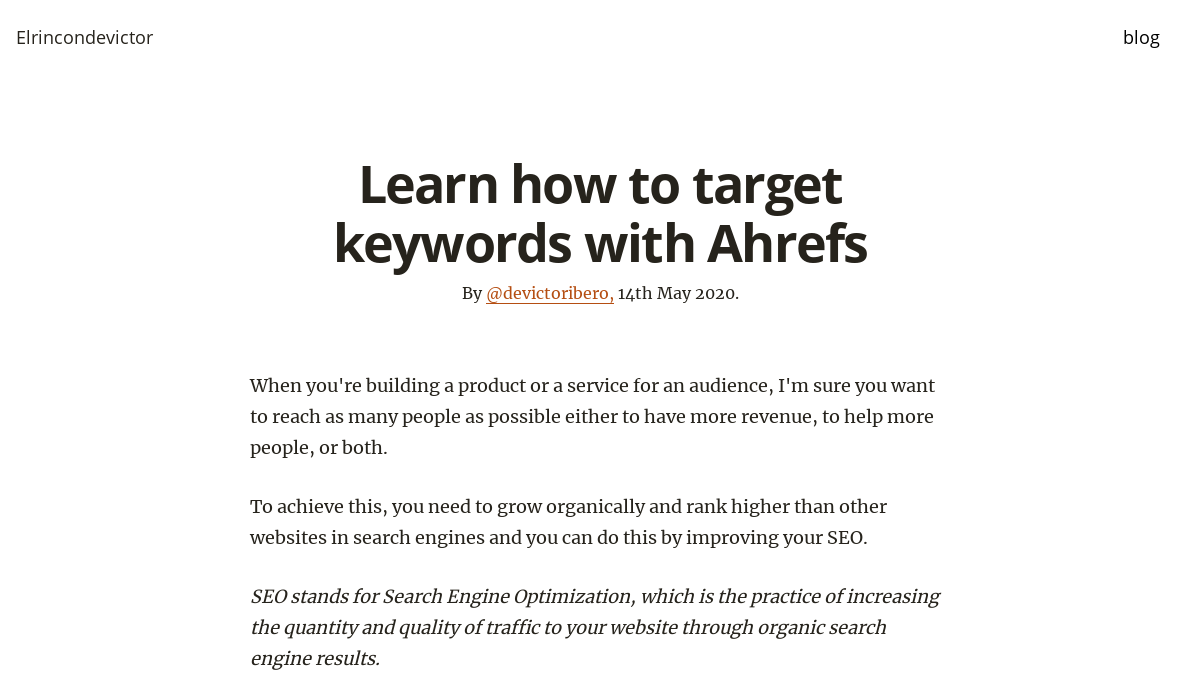 Elrincondevictor
blog
Learn how to target
keywords with Ahrefs
By @devictoribero, 14th May 2020.
When you're building a product or a service for an audience, I'm sure you want
to reach as many people as possible either to have more revenue, to help more
people, or both.
To achieve this, you need to grow organically and rank higher than other
websites in search engines and you can do this by improving your SEO.
SEO stands for Search Engine Optimization, which is the practice of increasing
the quantity and quality of traffic to your website through organic search
engine results.